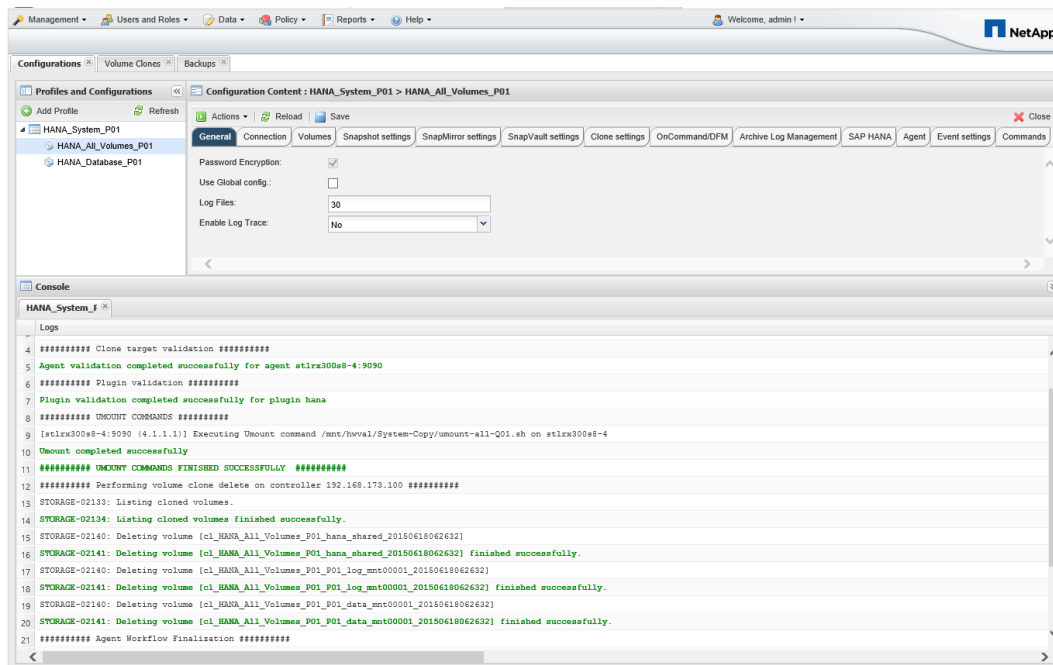 Management Users and Roles Data Policy Reports Help Welcome, admin !
NetApp
Configurations Volume Clones Backups
Profiles and Configurations Configuration Content : HANA_System_P01 > HANA_All_Volumes_P01
Add Profile Refresh Actions Reload Save Close
HANA_System_P01
HANA_All_Volumes_P01
HANA_Database_P01
General Connection Volumes Snapshot settings SnapMirror settings SnapVault settings Clone settings OnCommand/DFM Archive Log Management SAP HANA Agent Event settings Commands
Password Encryption:
Use Global config.:
Log Files: 30
Enable Log Trace: No
Console
HANA_System_F
Logs
4 ########## Clone target validation ##########
5 Agent validation completed successfully for agent stlrx300s8-4:9090
6 ########## Plugin validation ##########
7 Plugin validation completed successfully for plugin hana
8 ########## UMOUNT COMMANDS ##########
9 [stlrx300s8-4:9090 (4.1.1.1)] Executing Umount command /mnt/hwval/System-Copy/umount-all-Q01.sh on stlrx300s8-4
10 Umount completed successfully
11 ########## UMOUNT COMMANDS FINISHED SUCCESSFULLY ##########
12 ########## Performing volume clone delete on controller 192.168.173.100 ##########
13 STORAGE-02133: Listing cloned volumes.
14 STORAGE-02134: Listing cloned volumes finished successfully.
15 STORAGE-02140: Deleting volume [cl_HANA_All_Volumes_P01_hana_shared_20150618062632]
16 STORAGE-02141: Deleting volume [cl_HANA_All_Volumes_P01_hana_shared_20150618062632] finished successfully.
17 STORAGE-02140: Deleting volume [cl_HANA_All_Volumes_P01_P01_log_mnt00001_20150618062632]
18 STORAGE-02141: Deleting volume [cl_HANA_All_Volumes_P01_P01_log_mnt00001_20150618062632] finished successfully.
19 STORAGE-02140: Deleting volume [cl_HANA_All_Volumes_P01_P01_data_mnt00001_20150618062632]
20 STORAGE-02141: Deleting volume [cl_HANA_All_Volumes_P01_P01_data_mnt00001_20150618062632] finished successfully.
21 ########## Agent Workflow Finalization ##########